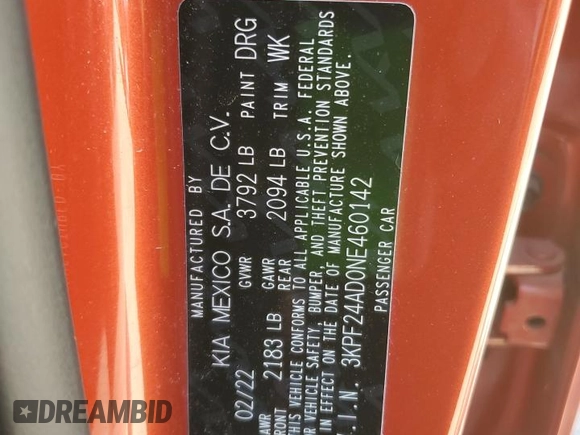 MANUFACTURED BY
KIA MEXICO S.A. DE C.V.
02/22 GVWR 3792 LB PAINT DRG
GAWR FRONT 2183 LB GAWR REAR 2094 LB TRIM WK
THIS VEHICLE CONFORMS TO ALL APPLICABLE U.S.A. FEDERAL
VEHICLE SAFETY, BUMPER, AND THEFT PREVENTION STANDARDS
IN EFFECT ON THE DATE OF MANUFACTURE SHOWN ABOVE.
V.I.N. 3KPF24AD0NE460142
PASSENGER CAR
DREAMBID